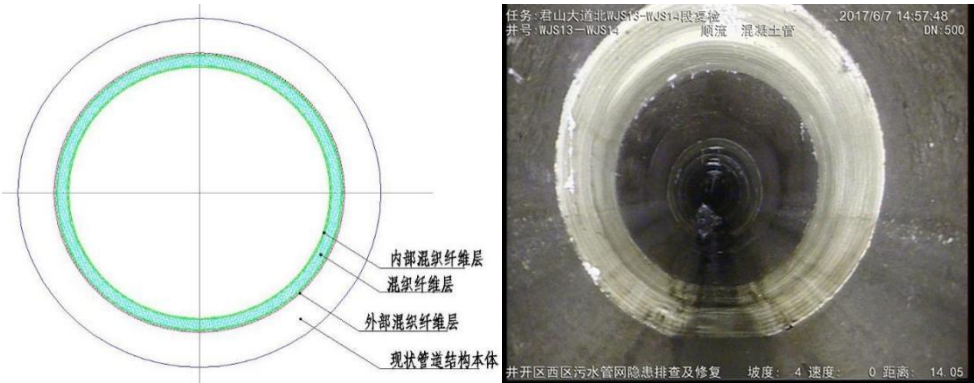 内部混织纤维层
混织纤维层
外部混织纤维层
现状管道结构本体
任务:君山大道北WJS13-WJS14段复检 2017/6/7 14:57:48
井号:WJS13-WJS14 顺流 混凝土管 DN:500
井开区西区污水管网隐患排查及修复 坡度: 4 速度: 0 距离: 14.05